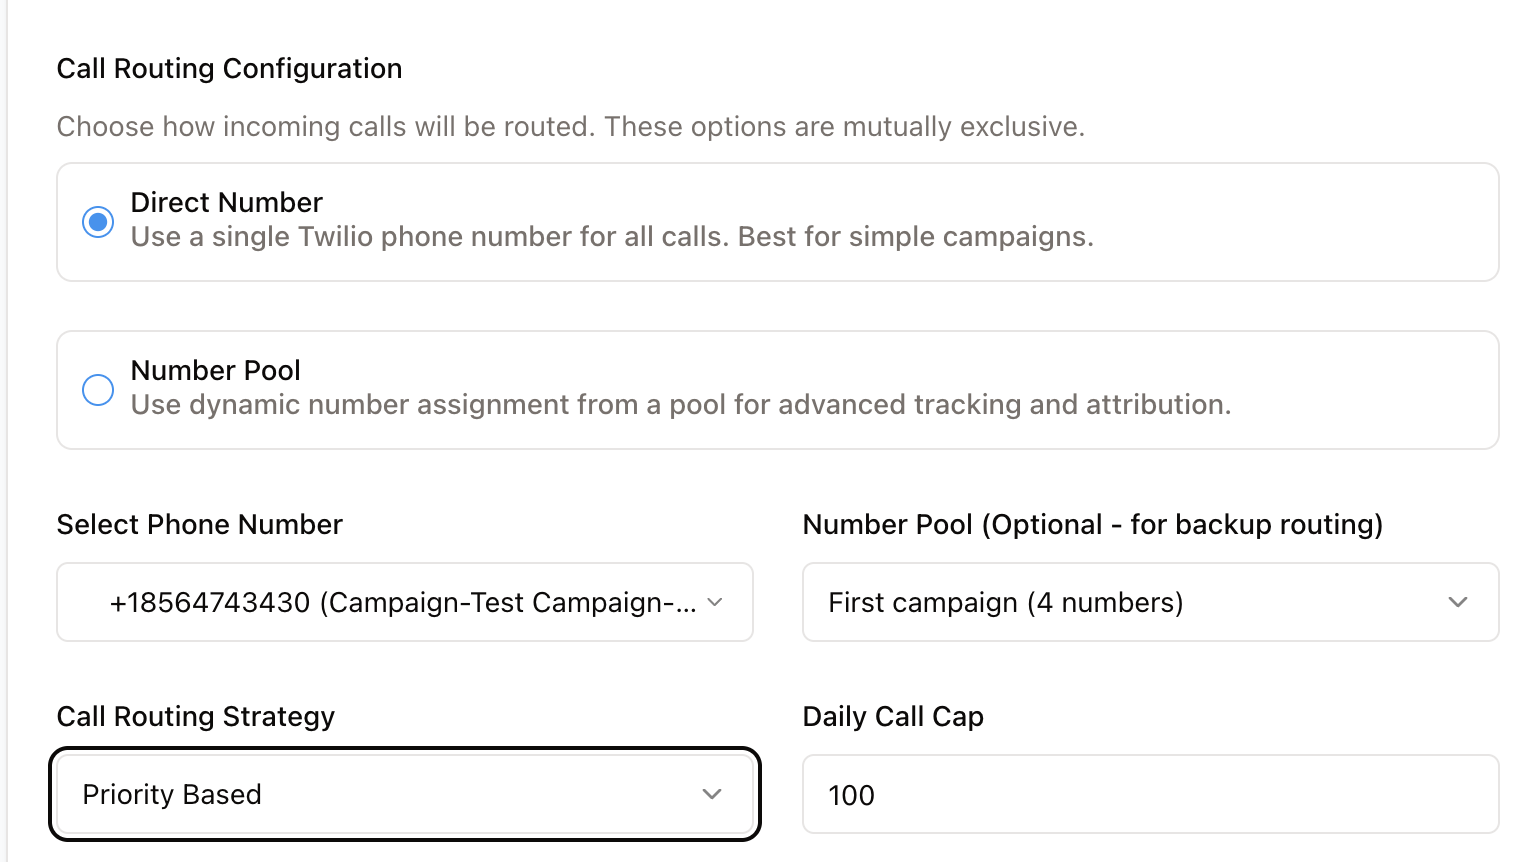 Call Routing Configuration
Choose how incoming calls will be routed. These options are mutually exclusive.
Direct Number
Use a single Twilio phone number for all calls. Best for simple campaigns.
Number Pool
Use dynamic number assignment from a pool for advanced tracking and attribution.
Select Phone Number
+18564743430 (Campaign-Test Campaign-...
Number Pool (Optional - for backup routing)
First campaign (4 numbers)
Call Routing Strategy
Priority Based
Daily Call Cap
100